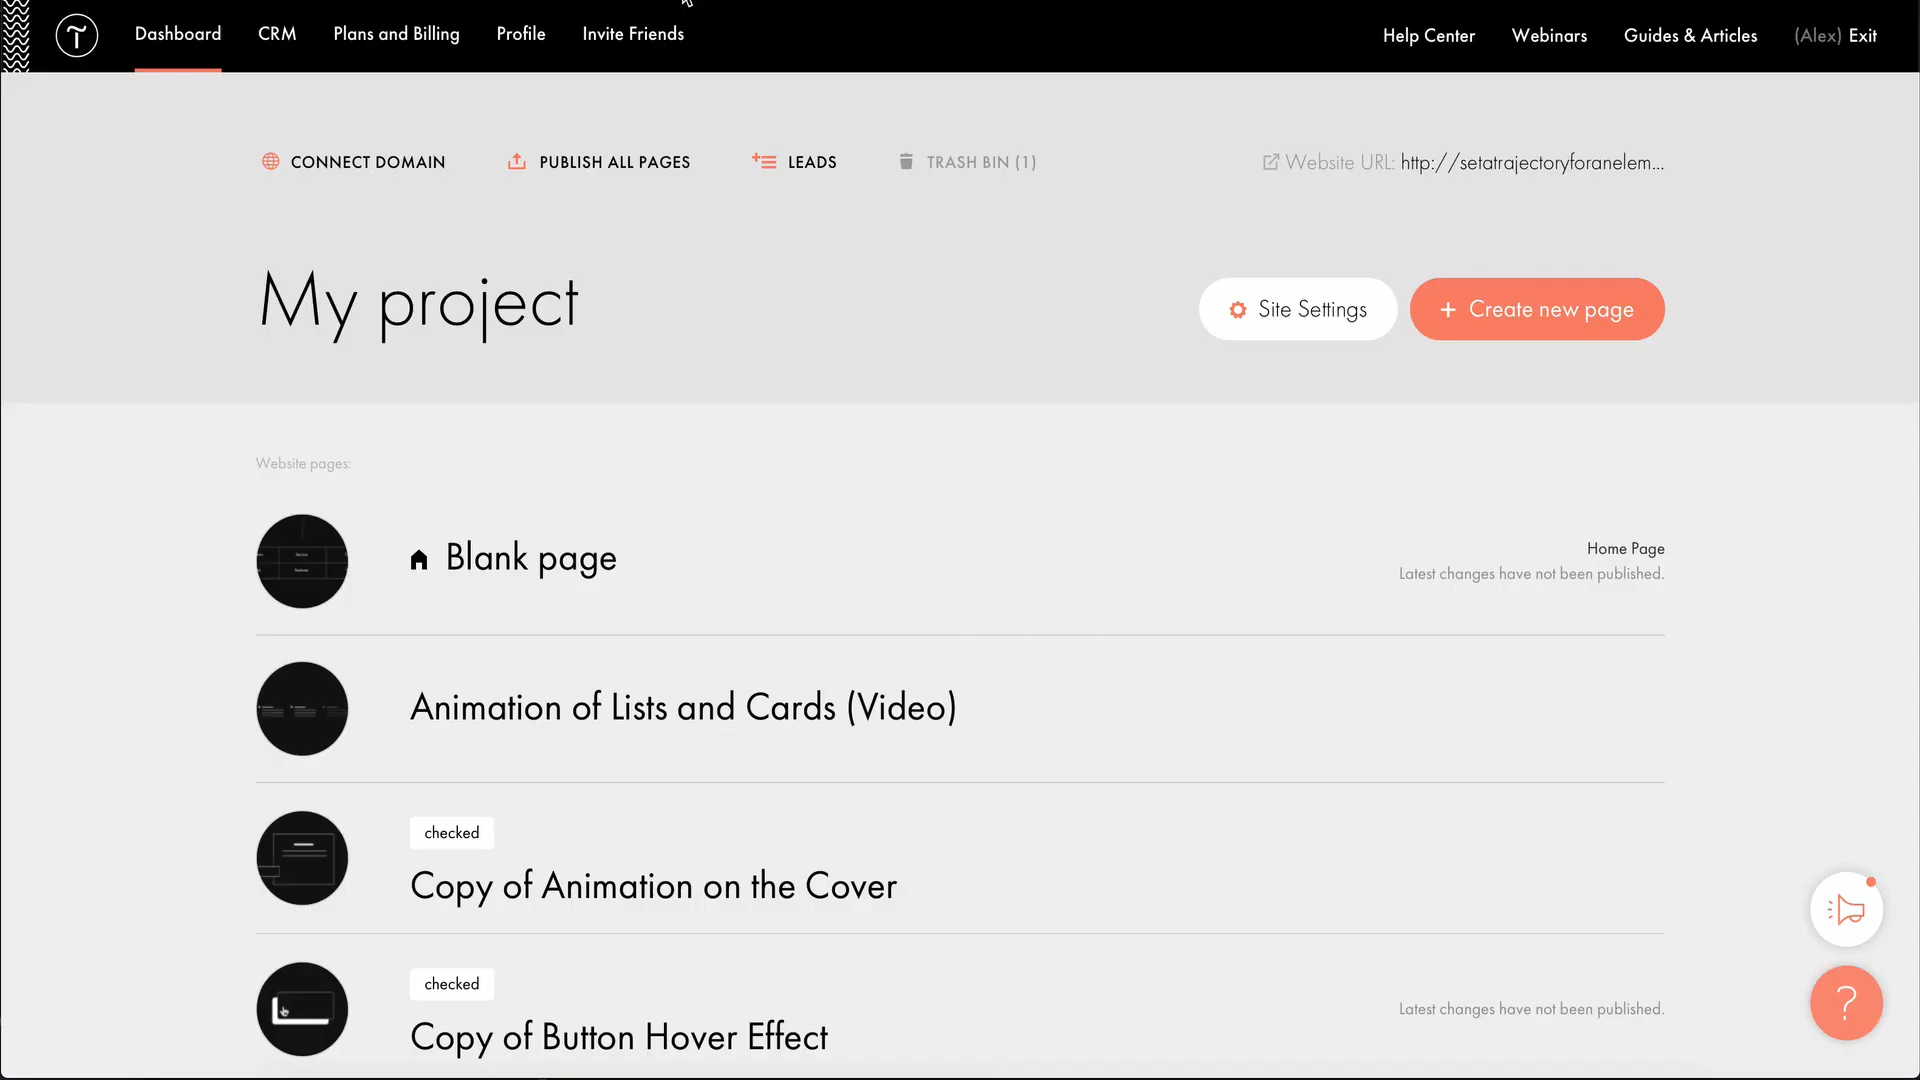 Dashboard CRM Plans and Billing Profile Invite Friends Help Center Webinars Guides & Articles (Alex) Exit
CONNECT DOMAIN PUBLISH ALL PAGES LEADS TRASH BIN (1) Website URL: http://setatrajectoryforanelem...
My project Site Settings + Create new page
Website pages:
Blank page
Home Page
Latest changes have not been published.
Animation of Lists and Cards (Video)
checked
Copy of Animation on the Cover
checked
Copy of Button Hover Effect
Latest changes have not been published.
?